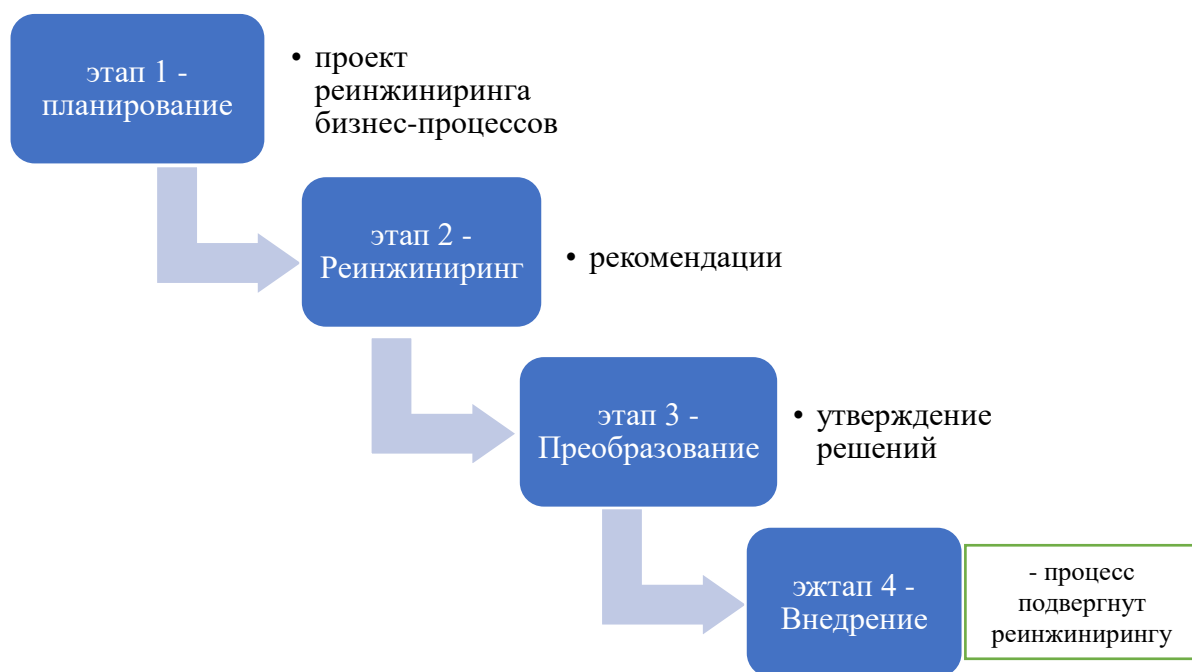 этап 1 -
планирование
• проект
реинжиниринга
бизнес-процессов
этап 2 -
Реинжиниринг
• рекомендации
этап 3 -
Преобразование
• утверждение
решений
эжтап 4 -
Внедрение
- процесс
подвергнут
реинжинирингу